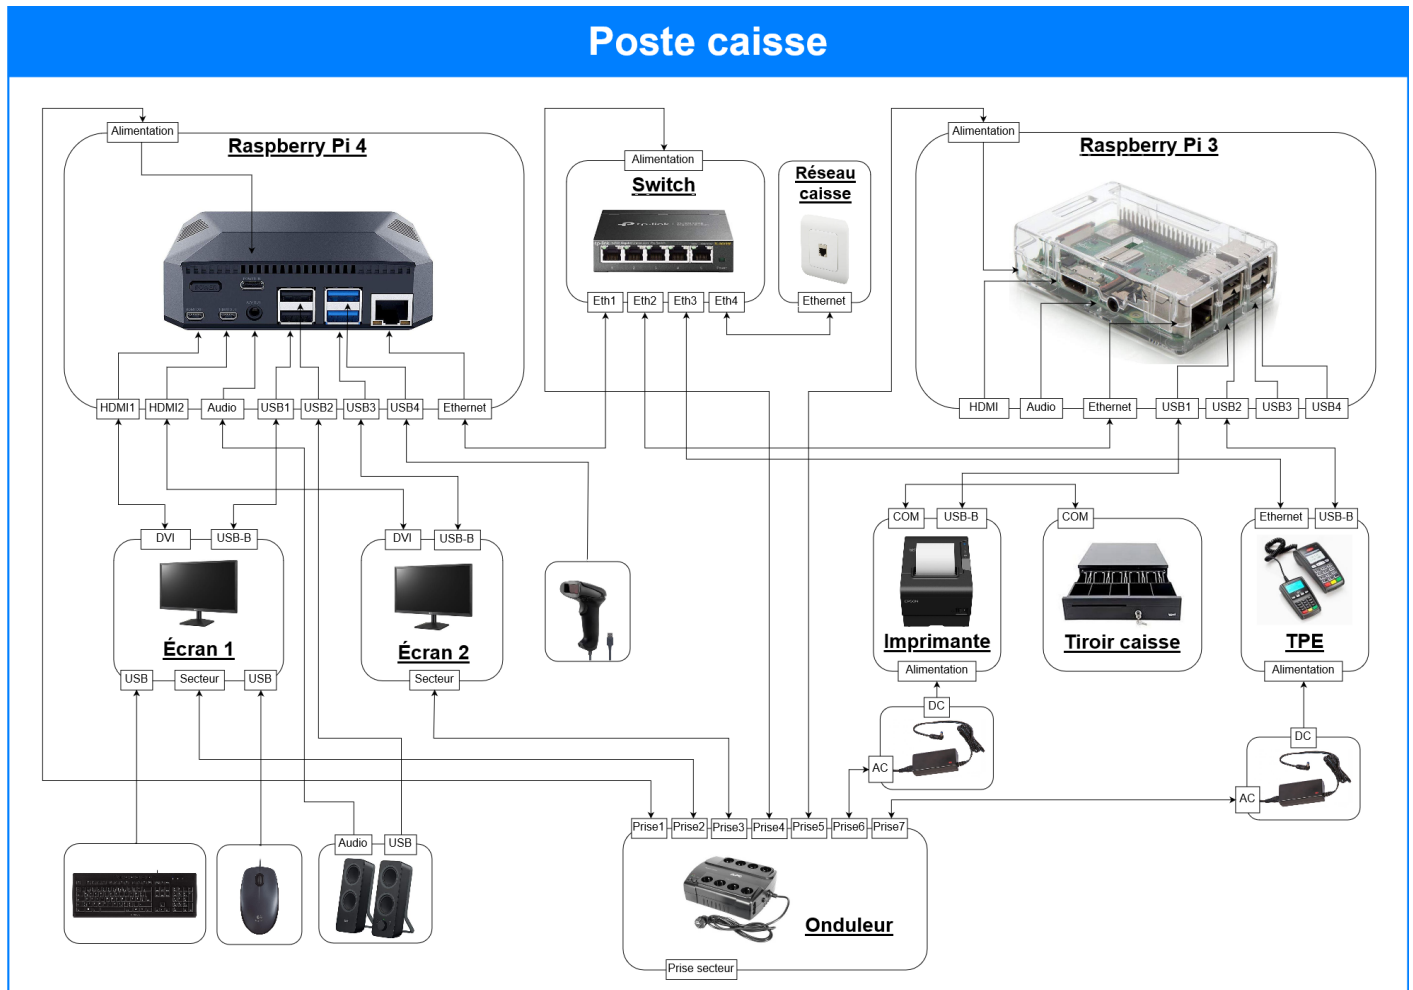 Poste caisse
Alimentation
Raspberry Pi 4
HDMI1
HDMI2
Audio
USB1
USB2
USB3
USB4
Ethernet
Alimentation
Switch
tp-link
Eth1
Eth2
Eth3
Eth4
Réseau
caisse
Ethernet
Alimentation
Raspberry Pi 3
HDMI
Audio
Ethernet
USB1
USB2
USB3
USB4
DVI
USB-B
Écran 1
USB
Secteur
USB
DVI
USB-B
Écran 2
Secteur
COM
USB-B
EPSON
Imprimante
Alimentation
DC
AC
COM
Tiroir caisse
Ethernet
USB-B
TPE
Alimentation
DC
AC
Audio
USB
Prise1
Prise2
Prise3
Prise4
Prise5
Prise6
Prise7
Onduleur
Prise secteur